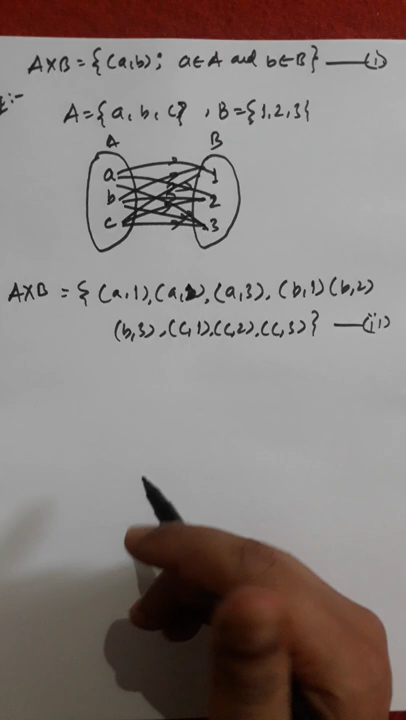 A×B = {(a,b); a∈A and b∈B} —(i)
:-
A={a, b, c}, B={1,2,3}
A B
a 1
b 2
c 3
A×B = {(a,1),(a,2),(a,3),(b,1)(b,2)
(b,3),(c,1),(c,2),(c,3)} —(ii)